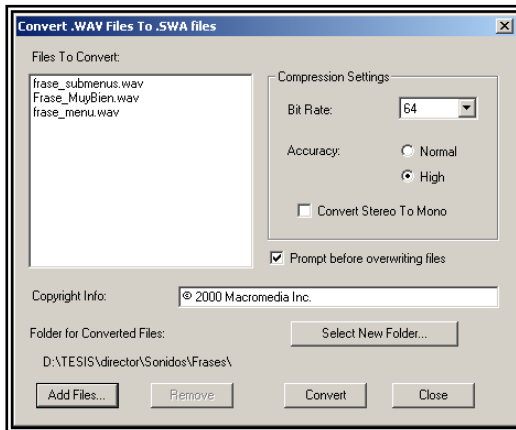 Convert .WAV Files To .SWA files
Files To Convert:
frase_submenus.wav
Frase_MuyBien.wav
frase_menu.wav
Compression Settings
Bit Rate:
64
Accuracy:
Normal
High
Convert Stereo To Mono
Prompt before overwriting files
Copyright Info:
© 2000 Macromedia Inc.
Folder for Converted Files:
Select New Folder...
D:\TESIS\director\Sonidos\Frases\
Add Files...
Remove
Convert
Close